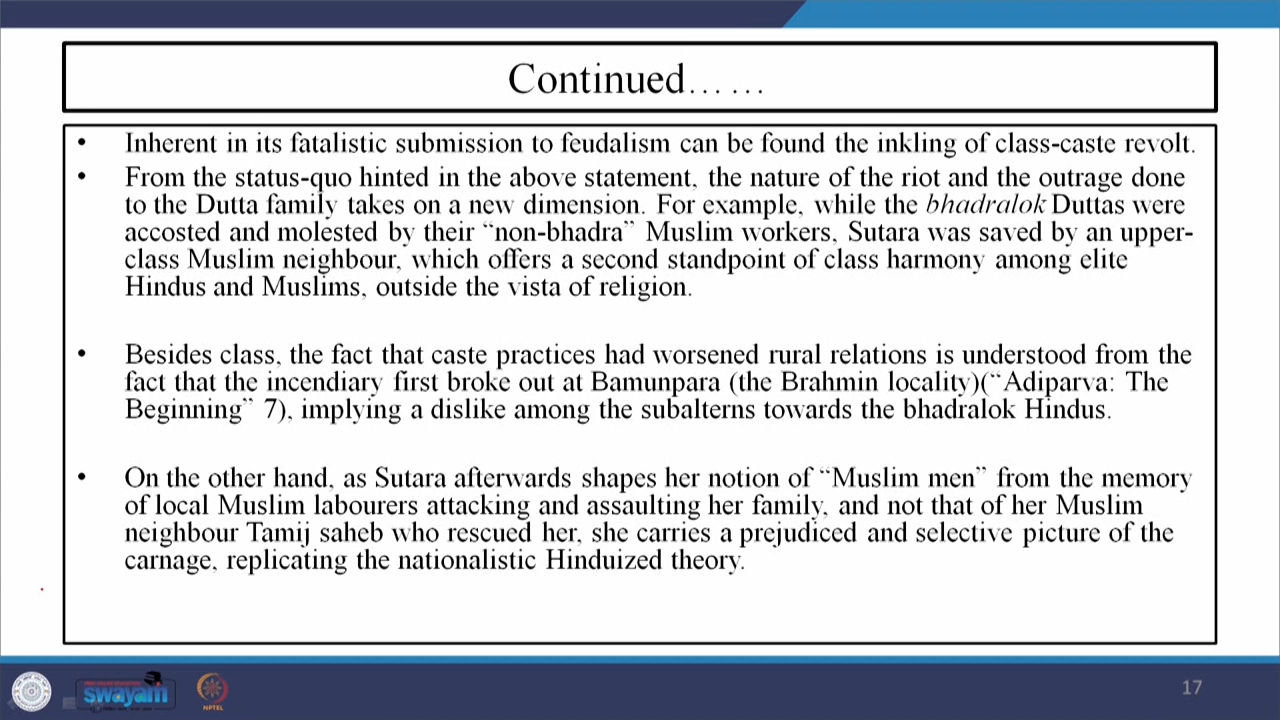 Continued……
• Inherent in its fatalistic submission to feudalism can be found the inkling of class-caste revolt.
• From the status-quo hinted in the above statement, the nature of the riot and the outrage done
to the Dutta family takes on a new dimension. For example, while the bhadralok Duttas were
accosted and molested by their “non-bhadra” Muslim workers, Sutara was saved by an upper-
class Muslim neighbour, which offers a second standpoint of class harmony among elite
Hindus and Muslims, outside the vista of religion.
• Besides class, the fact that caste practices had worsened rural relations is understood from the
fact that the incendiary first broke out at Bamunpara (the Brahmin locality)(“Adiparva: The
Beginning” 7), implying a dislike among the subalterns towards the bhadralok Hindus.
• On the other hand, as Sutara afterwards shapes her notion of “Muslim men” from the memory
of local Muslim labourers attacking and assaulting her family, and not that of her Muslim
neighbour Tamij saheb who rescued her, she carries a prejudiced and selective picture of the
carnage, replicating the nationalistic Hinduized theory.
swayam
NPTEL
17